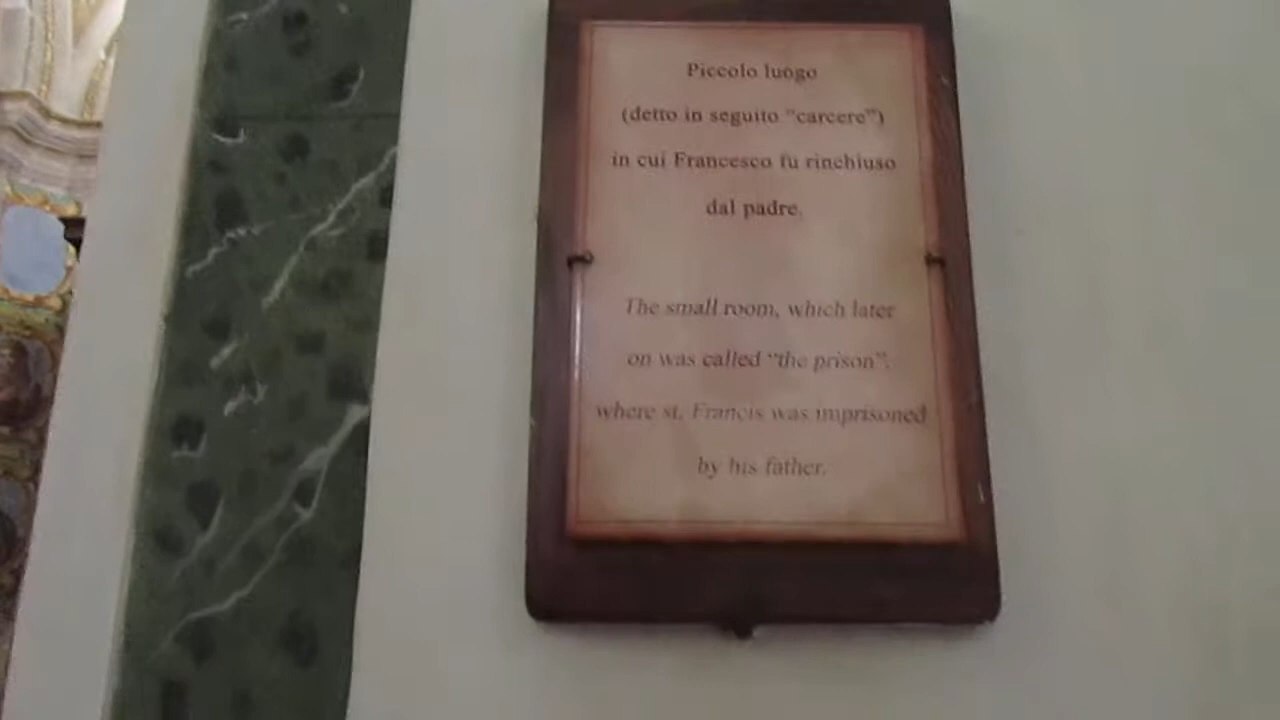 Piccolo luogo
(detto in seguito “carcere”)
in cui Francesco fu rinchiuso
dal padre.
The small room, which later
on was called “the prison”,
where st. Francis was imprisoned
by his father.